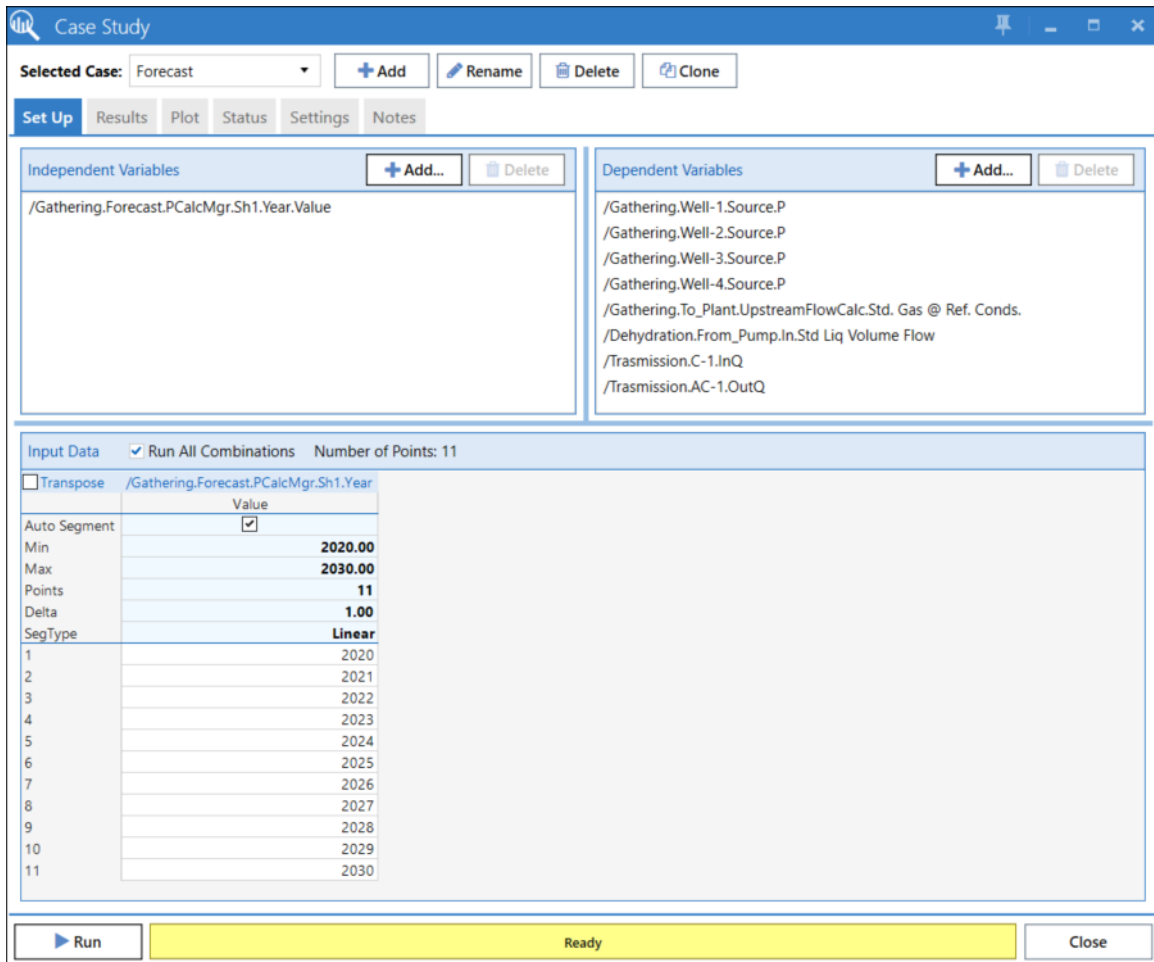 Case Study
Selected Case: Forecast Add Rename Delete Clone
Set Up Results Plot Status Settings Notes
Independent Variables Add... Delete
/Gathering.Forecast.PCalcMgr.Sh1.Year.Value
Dependent Variables Add... Delete
/Gathering.Well-1.Source.P
/Gathering.Well-2.Source.P
/Gathering.Well-3.Source.P
/Gathering.Well-4.Source.P
/Gathering.To_Plant.UpstreamFlowCalc.Std. Gas @ Ref. Conds.
/Dehydration.From_Pump.In.Std Liq Volume Flow
/Trasmission.C-1.InQ
/Trasmission.AC-1.OutQ
Input Data Run All Combinations Number of Points: 11
Transpose /Gathering.Forecast.PCalcMgr.Sh1.Year
Value
Auto Segment
Min 2020.00
Max 2030.00
Points 11
Delta 1.00
SegType Linear
1 2020
2 2021
3 2022
4 2023
5 2024
6 2025
7 2026
8 2027
9 2028
10 2029
11 2030
Run Ready Close